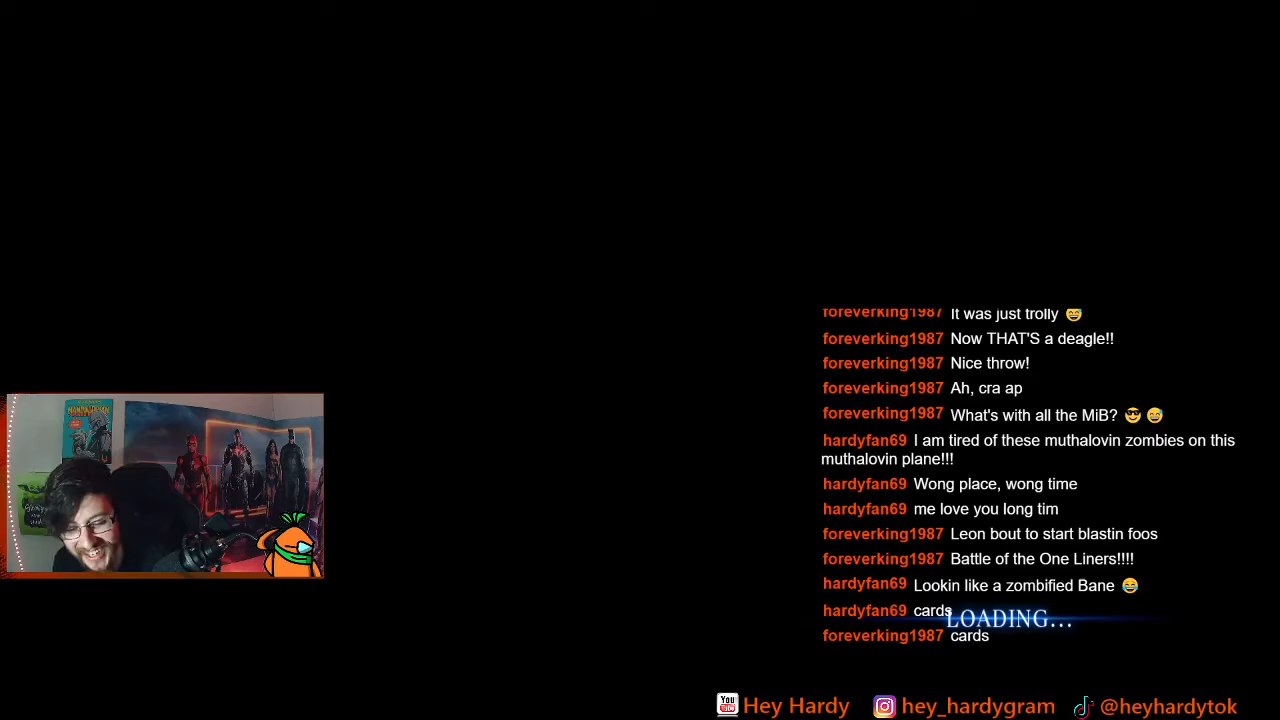 foreverking1987 It was just trolly 😅
foreverking1987 Now THAT'S a deagle!!
foreverking1987 Nice throw!
foreverking1987 Ah, cra ap
foreverking1987 What's with all the MiB? 😎 😅
hardyfan69 I am tired of these muthalovin zombies on this
muthalovin plane!!!
hardyfan69 Wong place, wong time
hardyfan69 me love you long tim
foreverking1987 Leon bout to start blastin foos
foreverking1987 Battle of the One Liners!!!!
hardyfan69 Lookin like a zombified Bane 😂
hardyfan69 cards
LOADING...
foreverking1987 cards
You Tube Hey Hardy hey_hardygram @heyhardytok